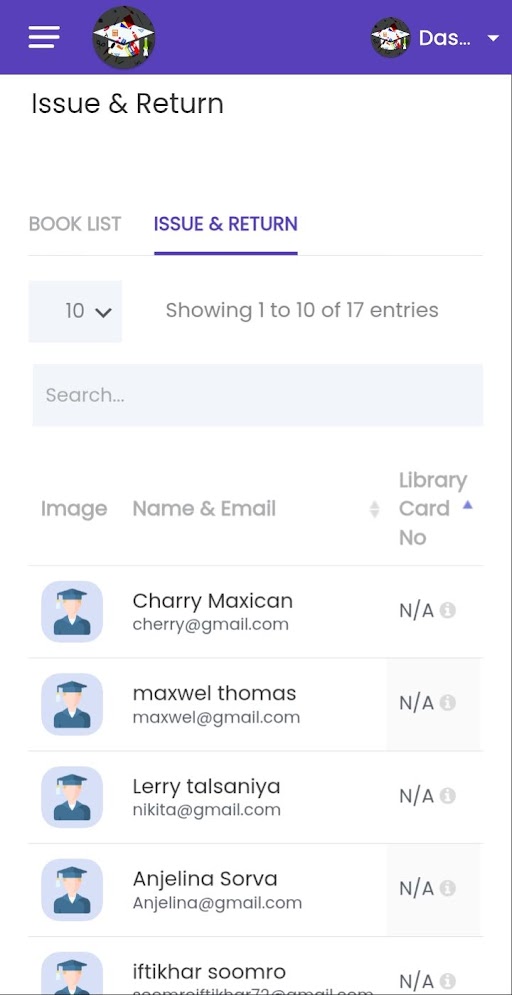 Das...
Issue & Return
BOOK LIST ISSUE & RETURN
10 Showing 1 to 10 of 17 entries
Search...
Image Name & Email Library Card No
Charry Maxican
cherry@gmail.com
N/A
maxwel thomas
maxwel@gmail.com
N/A
Lerry talsaniya
nikita@gmail.com
N/A
Anjelina Sorva
Anjelina@gmail.com
N/A
iftikhar soomro
N/A